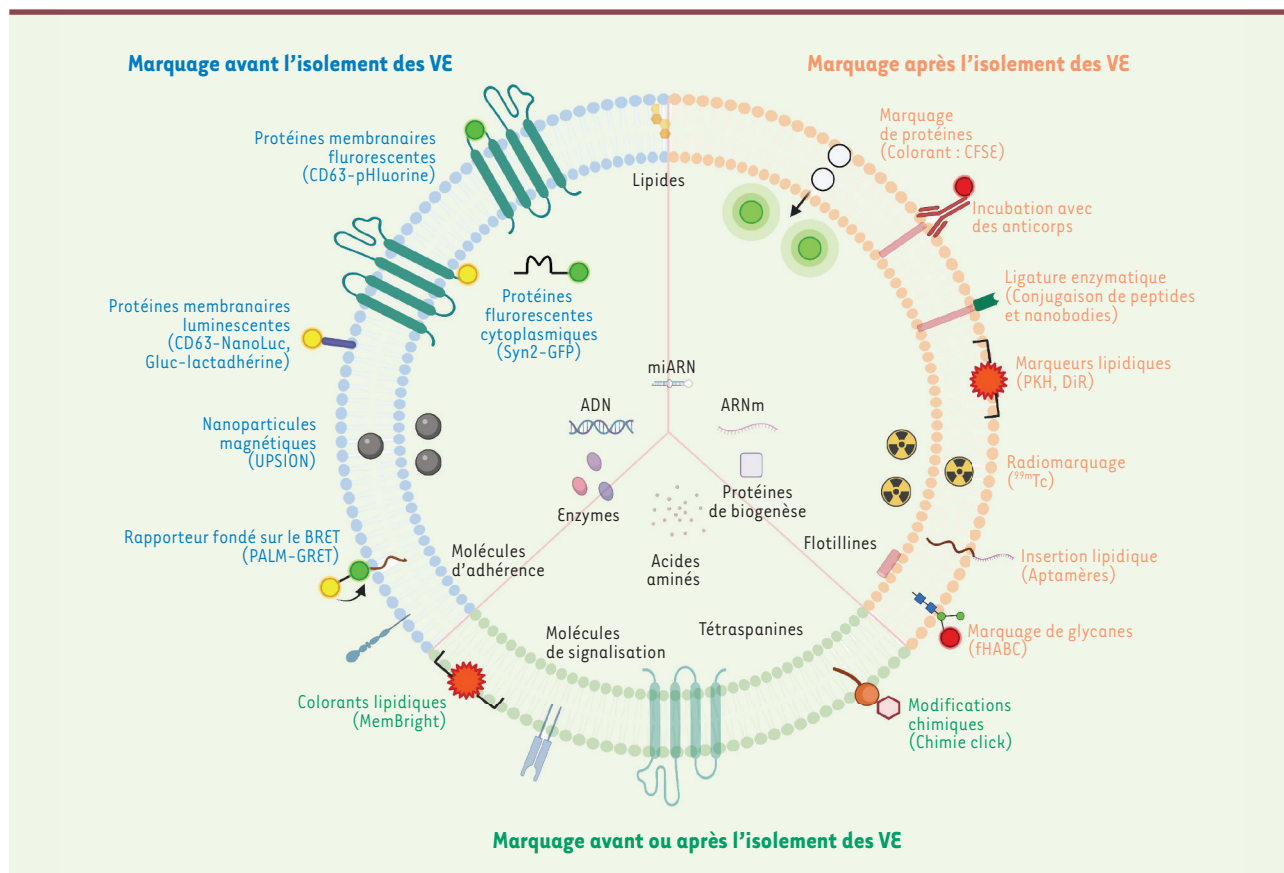 Marquage avant l'isolement des VE
Marquage après l'isolement des VE
Protéines membranaires
flurorescentes
(CD63-pHluorine)
Protéines membranaires
luminescentes
(CD63-NanoLuc,
Gluc-lactadhérine)
Nanoparticules
magnétiques
(UPSION)
Rapporteur fondé sur le BRET
(PALM-GRET)
Protéines
flurorescentes
cytoplasmiques
(Syn2-GFP)
Lipides
miARN
ADN
ARNm
Enzymes
Protéines
de biogenèse
Acides
aminés
Molécules
d'adhérence
Flotillines
Molécules
de signalisation
Tétraspanines
Marquage
de protéines
(Colorant : CFSE)
Incubation avec
des anticorps
Ligature enzymatique
(Conjugaison de peptides
et nanobodies)
Marqueurs lipidiques
(PKH, DiR)
Radiomarquage
(⁹⁹ᵐTc)
Insertion lipidique
(Aptamères)
Marquage de glycanes
(fHABC)
Colorants lipidiques
(MemBright)
Modifications
chimiques
(Chimie click)
Marquage avant ou après l'isolement des VE